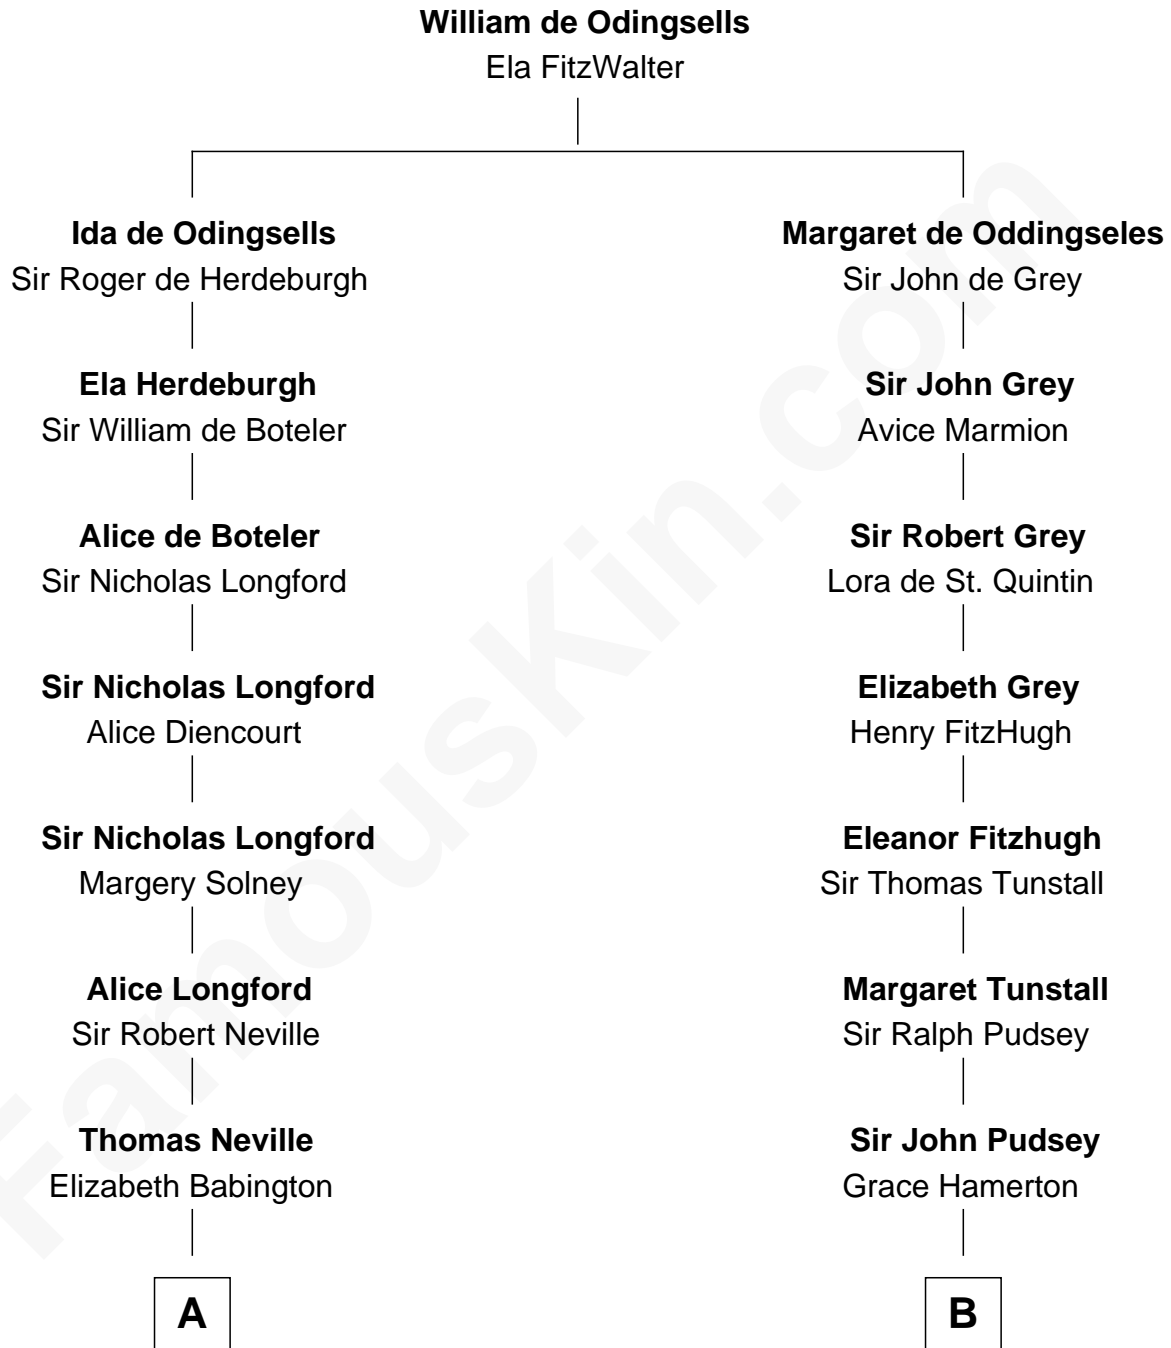 William de Odingsells
Ela FitzWalter
Ida de Odingsells
Sir Roger de Herdeburgh
Margaret de Oddingseles
Sir John de Grey
Ela Herdeburgh
Sir William de Boteler
Sir John Grey
Avice Marmion
Alice de Boteler
Sir Nicholas Longford
Sir Robert Grey
Lora de St. Quintin
Sir Nicholas Longford
Alice Diencourt
Elizabeth Grey
Henry FitzHugh
Sir Nicholas Longford
Margery Solney
Eleanor Fitzhugh
Sir Thomas Tunstall
Alice Longford
Sir Robert Neville
Margaret Tunstall
Sir Ralph Pudsey
Thomas Neville
Elizabeth Babington
Sir John Pudsey
Grace Hamerton
A
B
FamousKin.com